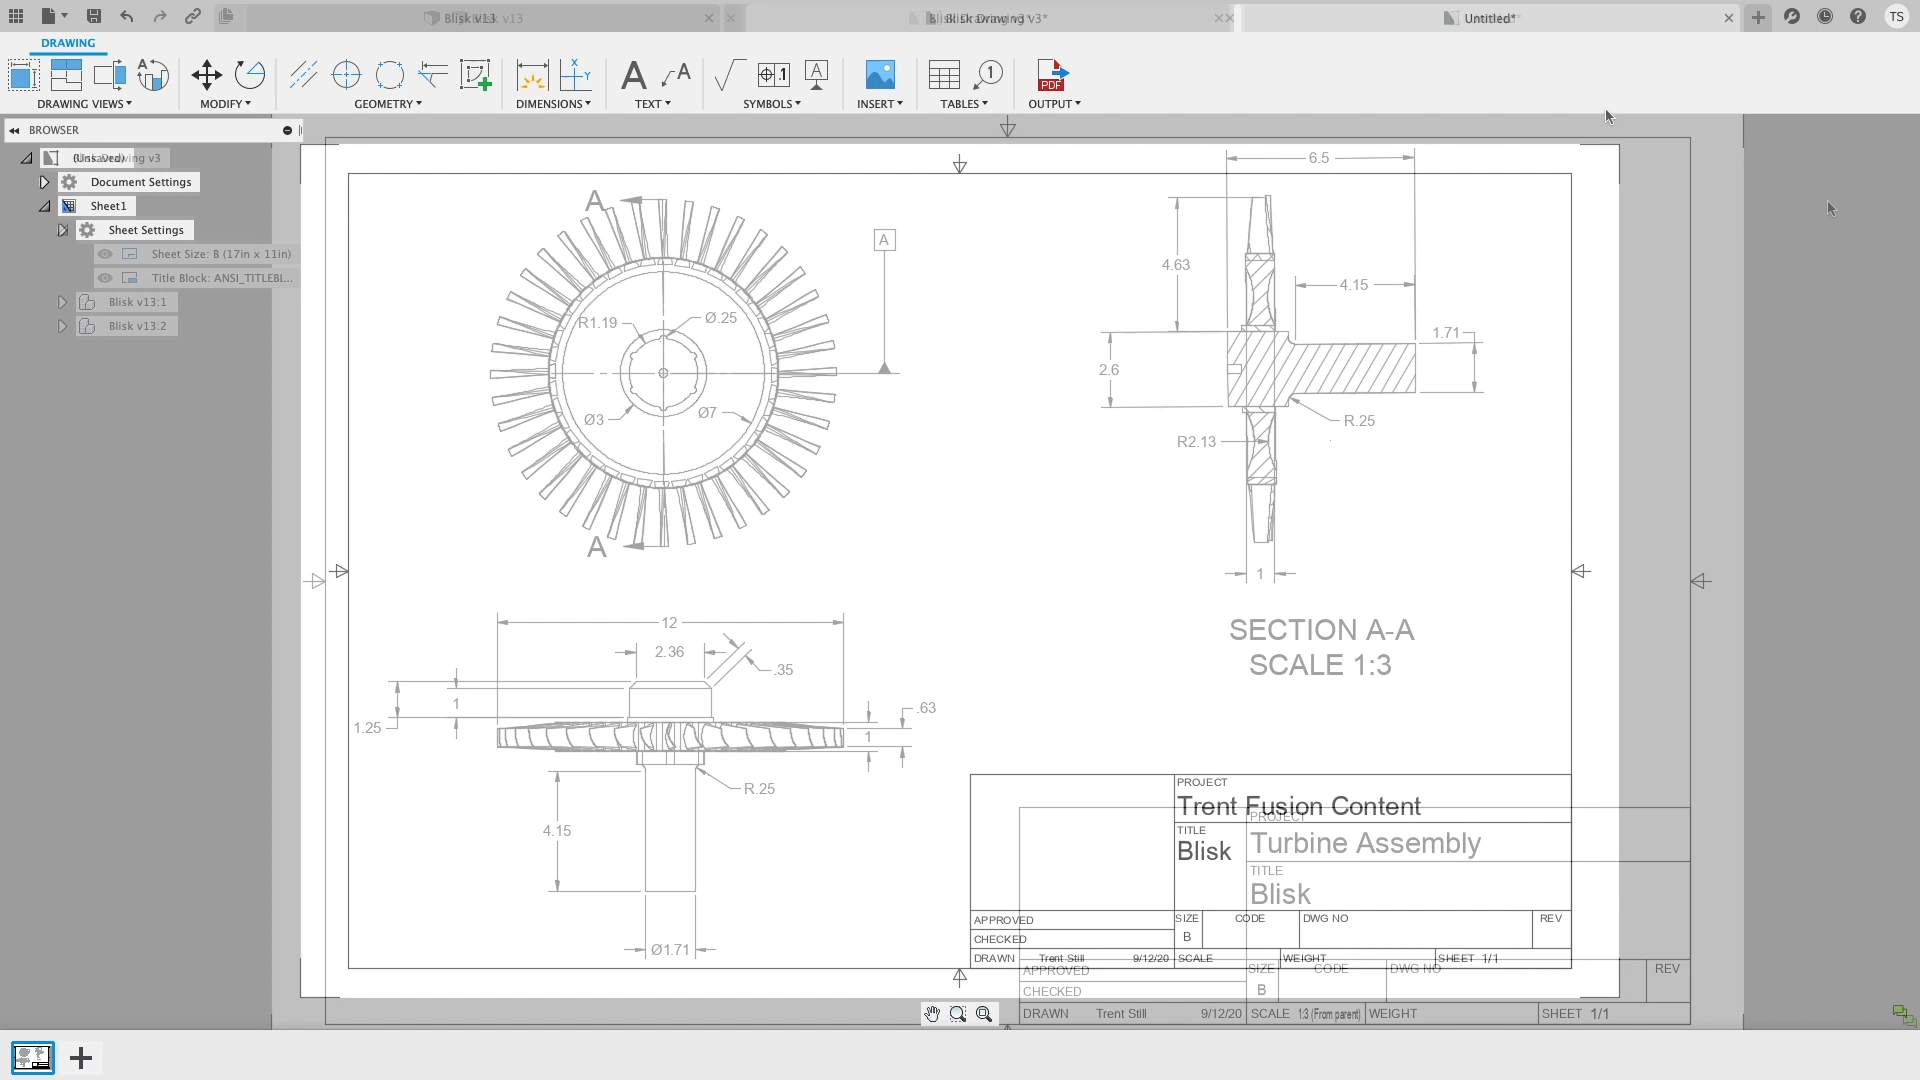 Blisk v13
Blisk Drawing v3*
Untitled*
TS
DRAWING
DRAWING VIEWS
MODIFY
GEOMETRY
DIMENSIONS
TEXT
SYMBOLS
INSERT
TABLES
OUTPUT
PDF
BROWSER
(Unsaved)
Document Settings
Sheet1
Sheet Settings
Sheet Size: B (17in x 11in)
Title Block: ANSI_TITLEBL...
Blisk v13:1
Blisk v13:2
A
A
A
R1.19
Ø.25
Ø3
Ø7
6.5
4.63
4.15
1.71
2.6
R.25
R2.13
1
SECTION A-A
SCALE 1:3
12
2.36
.35
1
1.25
.63
1
R.25
4.15
Ø1.71
PROJECT
Trent Fusion Content
TITLE
Blisk
APPROVED
CHECKED
DRAWN Trent Still 9/12/20
SIZE
B
CODE
DWG NO
REV
SCALE
WEIGHT
SHEET 1/1
PROJECT
Turbine Assembly
TITLE
Blisk
APPROVED
CHECKED
DRAWN Trent Still 9/12/20
SIZE
B
CODE
DWG NO
REV
SCALE 1:3 (From parent)
WEIGHT
SHEET 1/1